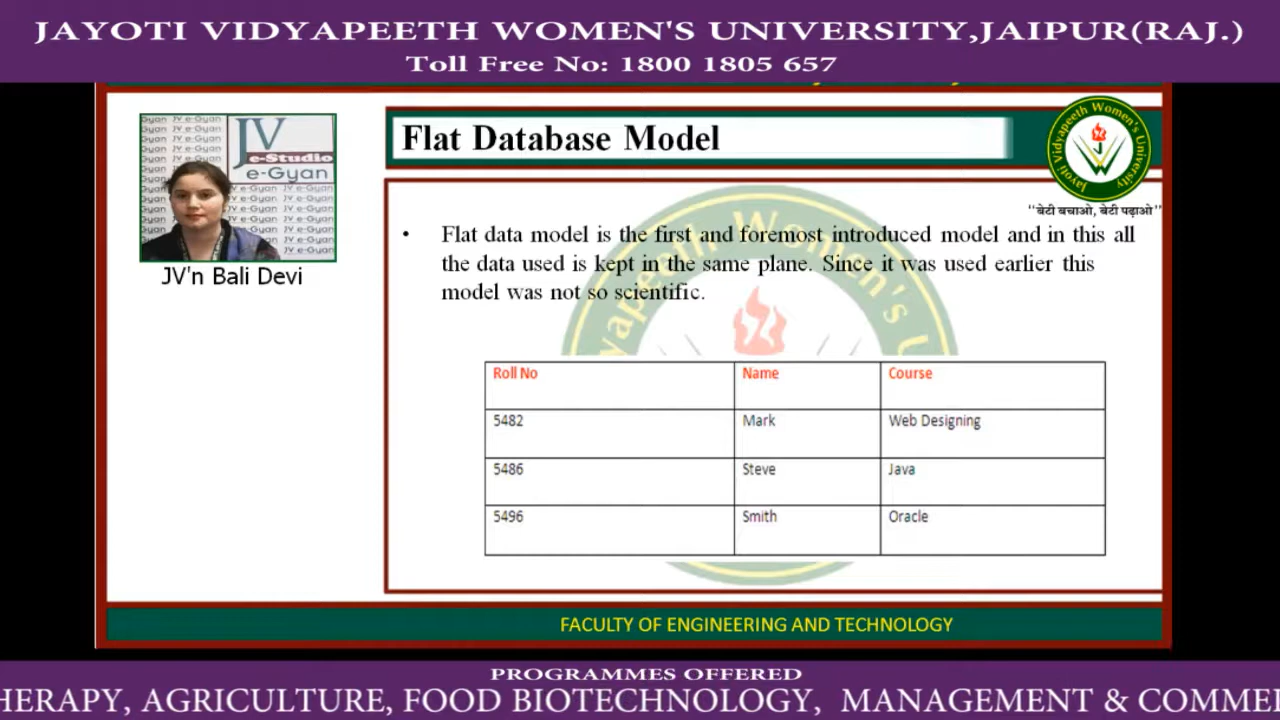 JAYOTI VIDYAPEETH WOMEN'S UNIVERSITY,JAIPUR(RAJ.)
Toll Free No: 1800 1805 657
JV
e-Studio
e-Gyan
JV'n Bali Devi
Flat Database Model
Jayoti Vidyapeeth Women's University
“बेटी बचाओ, बेटी पढ़ाओ”
• Flat data model is the first and foremost introduced model and in this all
the data used is kept in the same plane. Since it was used earlier this
model was not so scientific.
Roll No Name Course
5482 Mark Web Designing
5486 Steve Java
5496 Smith Oracle
FACULTY OF ENGINEERING AND TECHNOLOGY
PROGRAMMES OFFERED
HERAPY, AGRICULTURE, FOOD BIOTECHNOLOGY, MANAGEMENT & COMME